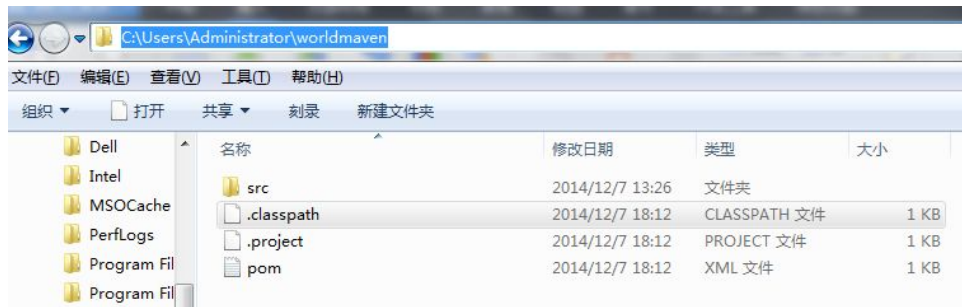 C:\Users\Administrator\worldmaven
文件(F) 编辑(E) 查看(V) 工具(T) 帮助(H)
组织 打开 共享 刻录 新建文件夹
名称 修改日期 类型 大小
Dell
Intel
MSOCache
PerfLogs
Program Fil
Program Fil
src 2014/12/7 13:26 文件夹
.classpath 2014/12/7 18:12 CLASSPATH 文件 1 KB
.project 2014/12/7 18:12 PROJECT 文件 1 KB
pom 2014/12/7 18:12 XML 文件 1 KB